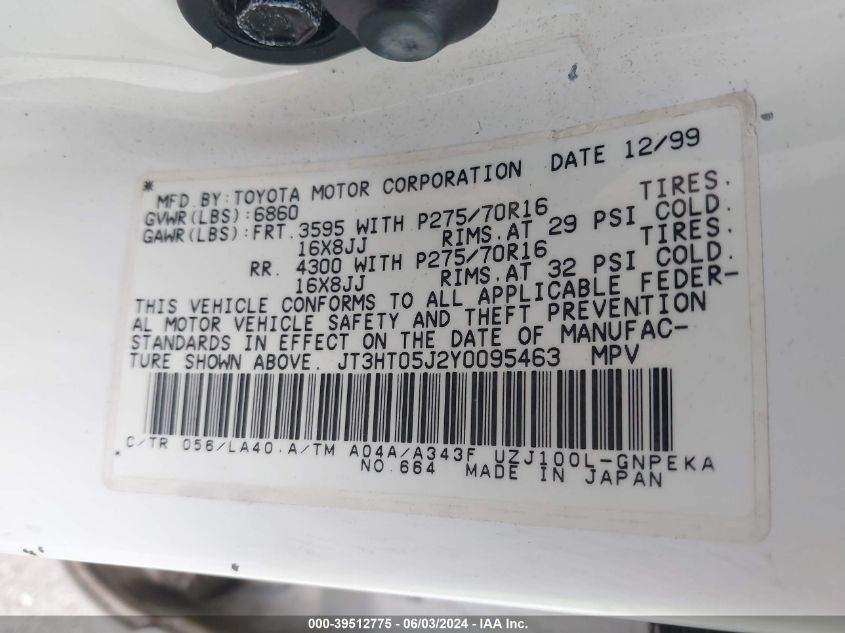 * MFD.BY:TOYOTA MOTOR CORPORATION DATE 12/99
GVWR(LBS):6860
GAWR(LBS):FRT.3595 WITH P275/70R16 TIRES.
16X8JJ RIMS.AT 29 PSI COLD.
RR. 4300 WITH P275/70R16 TIRES.
16X8JJ RIMS.AT 32 PSI COLD.
THIS VEHICLE CONFORMS TO ALL APPLICABLE FEDER-
AL MOTOR VEHICLE SAFETY AND THEFT PREVENTION
STANDARDS IN EFFECT ON THE DATE OF MANUFAC-
TURE SHOWN ABOVE. JT3HT05J2Y0095463 MPV
C/TR 056/LA40.A/TM A04A/A343F UZJ100L-GNPEKA
NO.664 MADE IN JAPAN
000-39512775 - 06/03/2024 - IAA Inc.